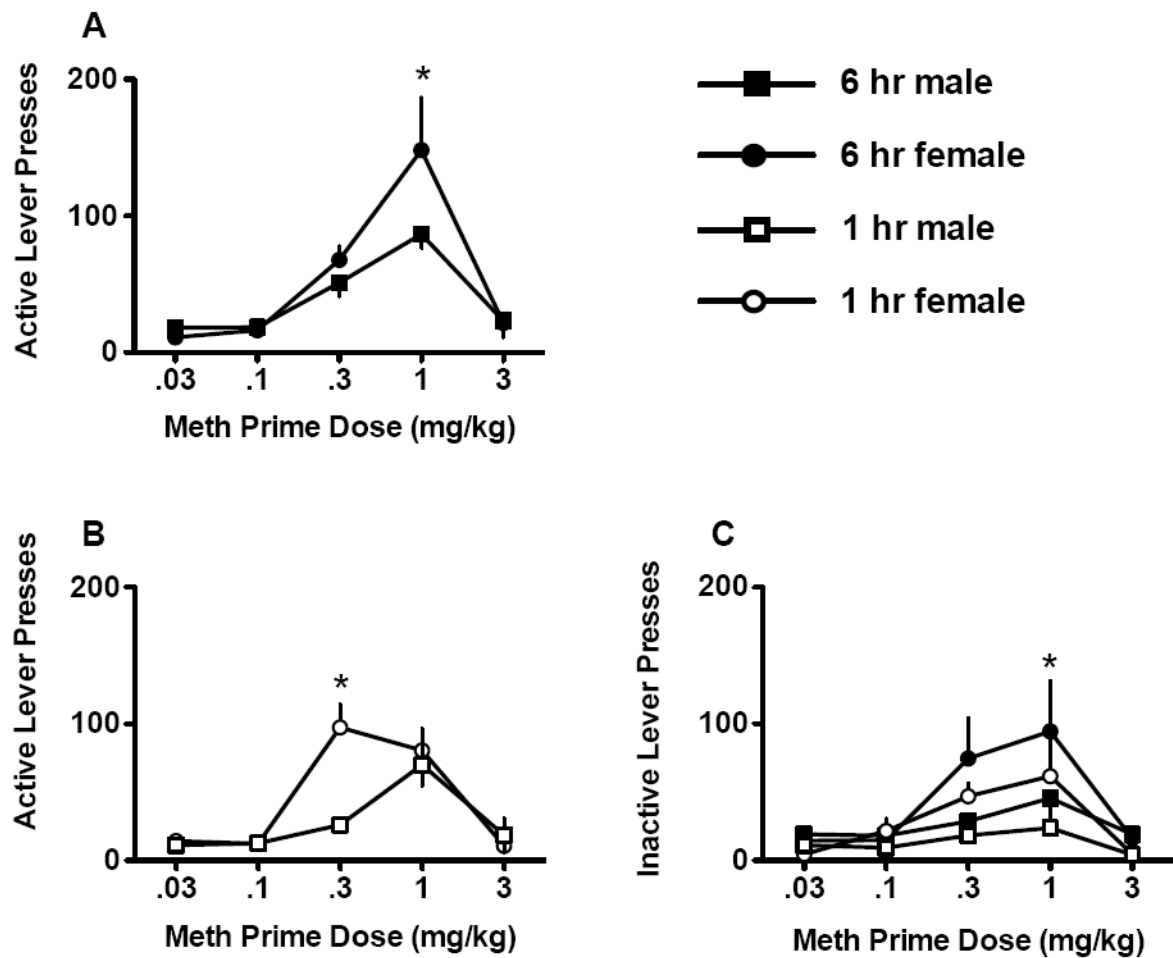 A
*
200
100
0
Active Lever Presses
.03 .1 .3 1 3
Meth Prime Dose (mg/kg)
6 hr male
6 hr female
1 hr male
1 hr female
B
*
200
100
0
Active Lever Presses
.03 .1 .3 1 3
Meth Prime Dose (mg/kg)
C
*
200
100
0
Inactive Lever Presses
.03 .1 .3 1 3
Meth Prime Dose (mg/kg)